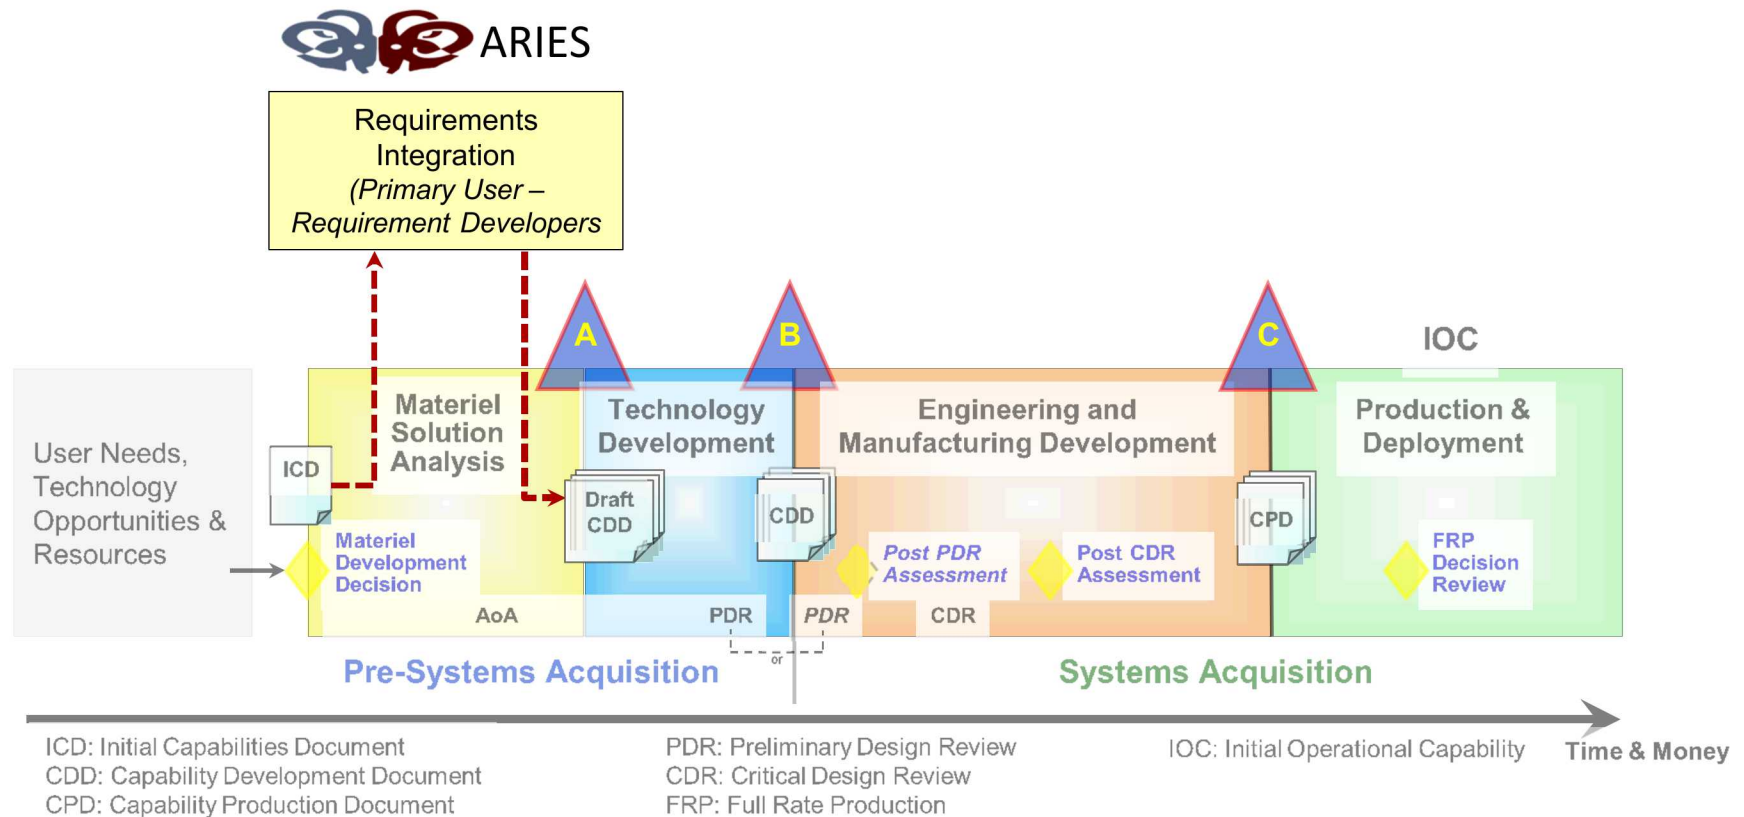 ARIES
Requirements
Integration
(Primary User –
Requirement Developers
A
B
C
IOC
User Needs,
Technology
Opportunities &
Resources
ICD
Materiel
Solution
Analysis
Materiel
Development
Decision
AoA
Draft
CDD
Technology
Development
PDR
CDD
Engineering and
Manufacturing Development
Post PDR
Assessment
Post CDR
Assessment
PDR
CDR
or
CPD
Production &
Deployment
FRP
Decision
Review
Pre-Systems Acquisition
Systems Acquisition
Time & Money
ICD: Initial Capabilities Document
CDD: Capability Development Document
CPD: Capability Production Document
PDR: Preliminary Design Review
CDR: Critical Design Review
FRP: Full Rate Production
IOC: Initial Operational Capability